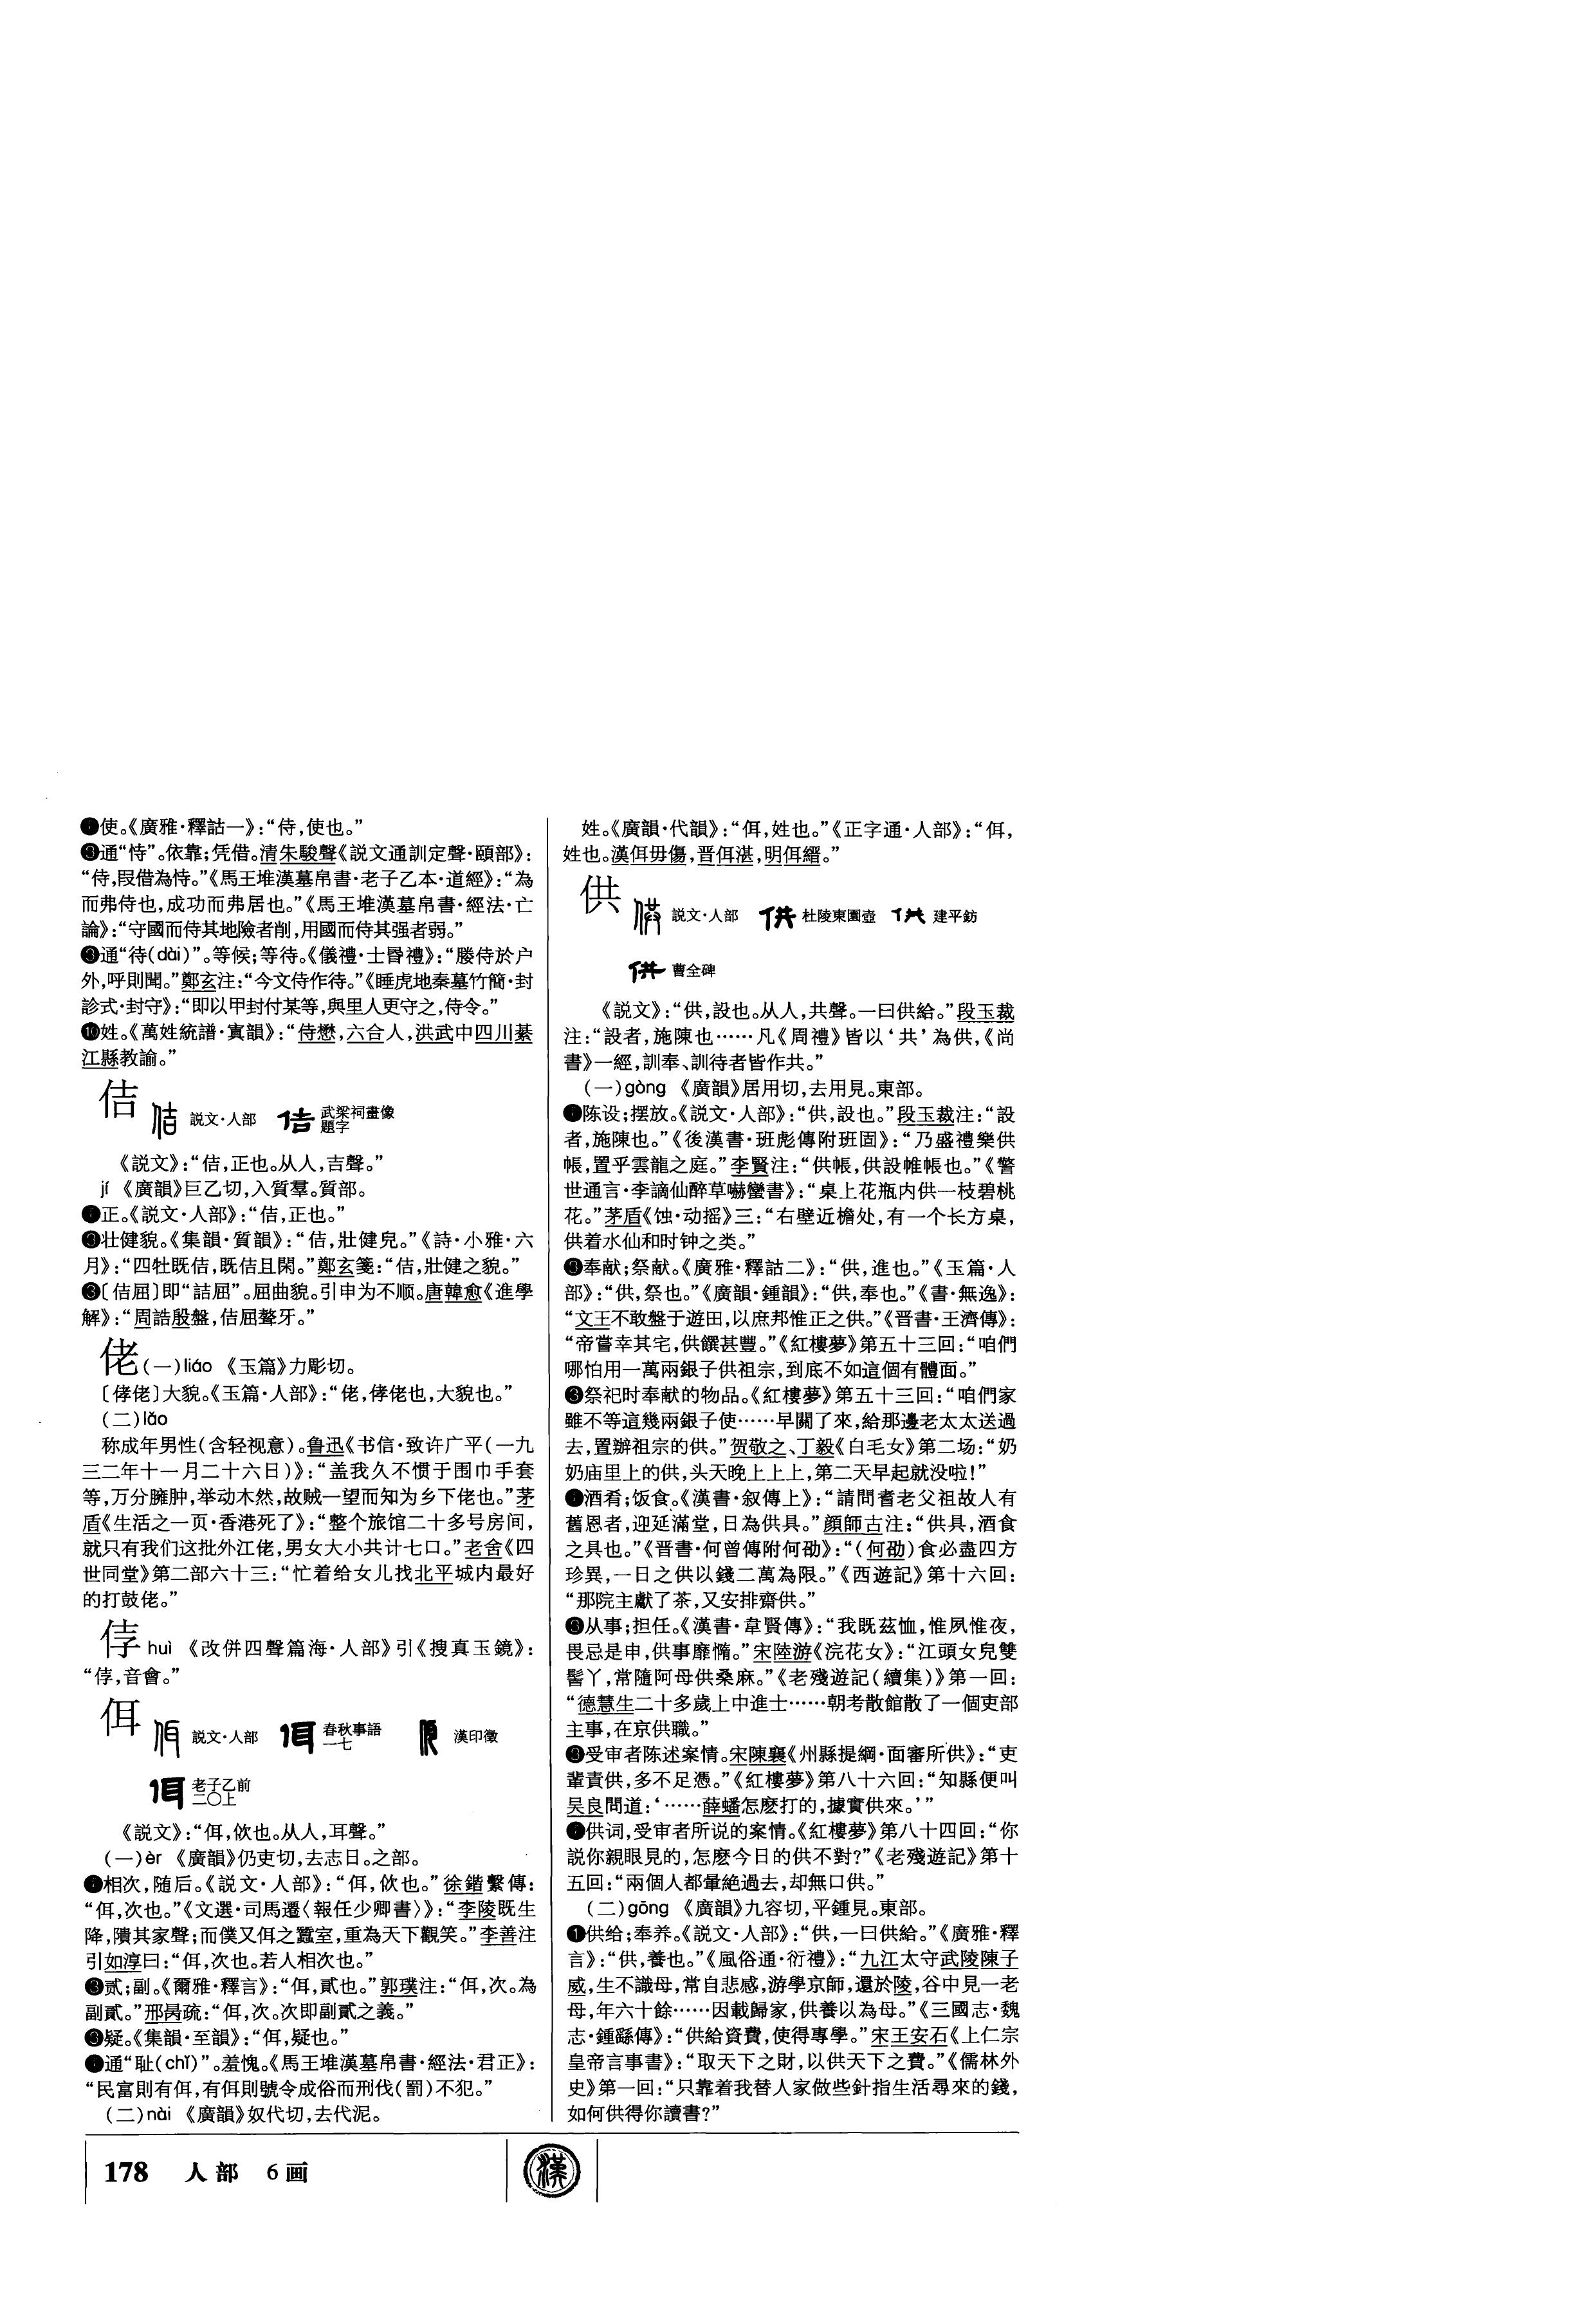 使。《廣雅·釋詁一》：“侍，使也。”
通“恃”。依靠；凭借。清朱駿聲《説文通訓定聲·頤部》：
“侍，叚借為恃。”《馬王堆漢墓帛書·老子乙本·道經》：“為
而弗侍也，成功而弗居也。”《馬王堆漢墓帛書·經法·亡
論》：“守國而侍其地險者削，用國而侍其强者弱。”
通“待(dài)”。等候；等待。《儀禮·士昬禮》：“媵侍於户
外，呼則聞。”鄭玄注：“今文侍作待。”《睡虎地秦墓竹簡·封
診式·封守》：“即以甲封付某等，與里人更守之，侍令。”
❿姓。《萬姓統譜·寘韻》：“侍懋，六合人，洪武中四川綦
江縣教諭。”
佶
説文·人部 武梁祠畫像題字
《説文》：“佶，正也。从人，吉聲。”
jí 《廣韻》巨乙切，入質羣。質部。
正。《説文·人部》：“佶，正也。”
壮健貌。《集韻·質韻》：“佶，壯健皃。”《詩·小雅·六
月》：“四牡既佶，既佶且閑。”鄭玄箋：“佶，壯健之貌。”
❸〔佶屈〕即“詰屈”。屈曲貌。引申为不顺。唐韓愈《進學
解》：“周誥殷盤，佶屈聱牙。”
佬(一)liáo 《玉篇》力彫切。
〔侾佬〕大貌。《玉篇·人部》：“佬，侾佬也，大貌也。”
(二)lǎo
称成年男性(含轻视意)。鲁迅《书信·致许广平(一九
三二年十一月二十六日)》：“盖我久不惯于围巾手套
等，万分臃肿，举动木然，故贼一望而知为乡下佬也。”茅
盾《生活之一页·香港死了》：“整个旅馆二十多号房间，
就只有我们这批外江佬，男女大小共计七口。”老舍《四
世同堂》第二部六十三：“忙着给女儿找北平城内最好
的打鼓佬。”
huì 《改併四聲篇海·人部》引《搜真玉鏡》：
“，音會。”
佴
説文·人部 春秋事語一七 漢印徵
老子乙前二〇上
《説文》：“佴，佽也。从人，耳聲。”
(一)èr 《廣韻》仍吏切，去志日。之部。
相次，随后。《説文·人部》：“佴，佽也。”徐鍇繫傳：
“佴，次也。”《文選·司馬遷〈報任少卿書〉》：“李陵既生
降，隤其家聲；而僕又佴之蠶室，重為天下觀笑。”李善注
引如淳曰：“佴，次也。若人相次也。”
贰；副。《爾雅·釋言》：“佴，貳也。”郭璞注：“佴，次。為
副貳。”邢昺疏：“佴，次。次即副貳之義。”
疑。《集韻·至韻》：“佴，疑也。”
通“耻(chǐ)”。羞愧。《馬王堆漢墓帛書·經法·君正》：
“民富則有佴，有佴則號令成俗而刑伐(罰)不犯。”
(二)nài 《廣韻》奴代切，去代泥。
姓。《廣韻·代韻》：“佴，姓也。”《正字通·人部》：“佴，
姓也。漢佴毋傷，晋佴湛，明佴縉。”
供
説文·人部 杜陵東園壺 建平鈁
曹全碑
《説文》：“供，設也。从人，共聲。一曰供給。”段玉裁
注：“設者，施陳也……凡《周禮》皆以‘共’為供，《尚
書》一經，訓奉、訓待者皆作共。”
(一)gòng 《廣韻》居用切，去用見。東部。
陈设；摆放。《説文·人部》：“供，設也。”段玉裁注：“設
者，施陳也。”《後漢書·班彪傳附班固》：“乃盛禮樂供
帳，置乎雲龍之庭。”李賢注：“供帳，供設帷帳也。”《警
世通言·李謫仙醉草嚇蠻書》：“桌上花瓶内供一枝碧桃
花。”茅盾《蚀·动摇》三：“右壁近檐处，有一个长方桌，
供着水仙和时钟之类。”
奉献；祭献。《廣雅·釋詁二》：“供，進也。”《玉篇·人
部》：“供，祭也。”《廣韻·鍾韻》：“供，奉也。”《書·無逸》：
“文王不敢盤于遊田，以庶邦惟正之供。”《晋書·王濟傳》：
“帝嘗幸其宅，供饌甚豐。”《紅樓夢》第五十三回：“咱們
哪怕用一萬兩銀子供祖宗，到底不如這個有體面。”
❸祭祀时奉献的物品。《紅樓夢》第五十三回：“咱們家
雖不等這幾兩銀子使……早關了來，給那邊老太太送過
去，置辦祖宗的供。”贺敬之、丁毅《白毛女》第二场：“奶
奶庙里上的供，头天晚上上上，第二天早起就没啦！”
酒肴；饭食。《漢書·叙傳上》：“請問耆老父祖故人有
舊恩者，迎延滿堂，日為供具。”顔師古注：“供具，酒食
之具也。”《晋書·何曾傳附何劭》：“(何劭)食必盡四方
珍異，一日之供以錢二萬為限。”《西遊記》第十六回：
“那院主獻了茶，又安排齋供。”
从事；担任。《漢書·韋賢傳》：“我既兹恤，惟夙惟夜，
畏忌是申，供事靡憜。”宋陸游《浣花女》：“江頭女兒雙
髻丫，常隨阿母供桑麻。”《老殘遊記(續集)》第一回：
“德慧生二十多歲上中進士……朝考散館散了一個吏部
主事，在京供職。”
受审者陈述案情。宋陳襄《州縣提綱·面審所供》：“吏
輩責供，多不足憑。”《紅樓夢》第八十六回：“知縣便叫
吴良問道：‘……薛蟠怎麽打的，據實供來。’”
供词，受审者所说的案情。《紅樓夢》第八十四回：“你
説你親眼見的，怎麽今日的供不對？”《老殘遊記》第十
五回：“兩個人都暈絶過去，却無口供。”
(二)gōng 《廣韻》九容切，平鍾見。東部。
❶供给；奉养。《説文·人部》：“供，一曰供給。”《廣雅·釋
言》：“供，養也。”《風俗通·衍禮》：“九江太守武陵陳子
威，生不識母，常自悲感，游學京師，還於陵，谷中見一老
母，年六十餘……因載歸家，供養以為母。”《三國志·魏
志·鍾繇傳》：“供給資費，使得專學。”宋王安石《上仁宗
皇帝言事書》：“取天下之財，以供天下之費。”《儒林外
史》第一回：“只靠着我替人家做些針指生活尋來的錢，
如何供得你讀書？”
178 人部 6画
漢